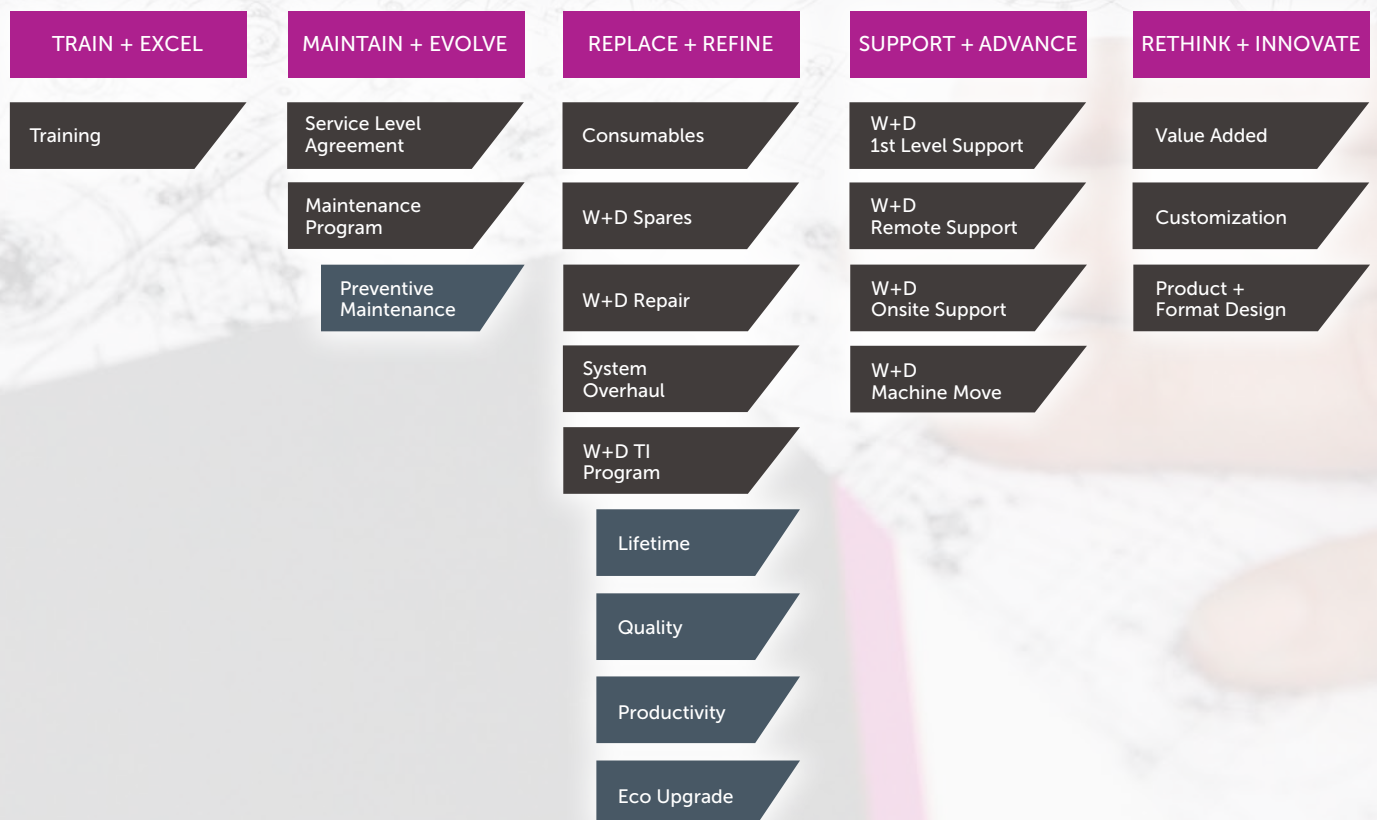 TRAIN + EXCEL
Training
MAINTAIN + EVOLVE
Service Level
Agreement
Maintenance
Program
Preventive
Maintenance
REPLACE + REFINE
Consumables
W+D Spares
W+D Repair
System
Overhaul
W+D TI
Program
Lifetime
Quality
Productivity
Eco Upgrade
SUPPORT + ADVANCE
W+D
1st Level Support
W+D
Remote Support
W+D
Onsite Support
W+D
Machine Move
RETHINK + INNOVATE
Value Added
Customization
Product +
Format Design